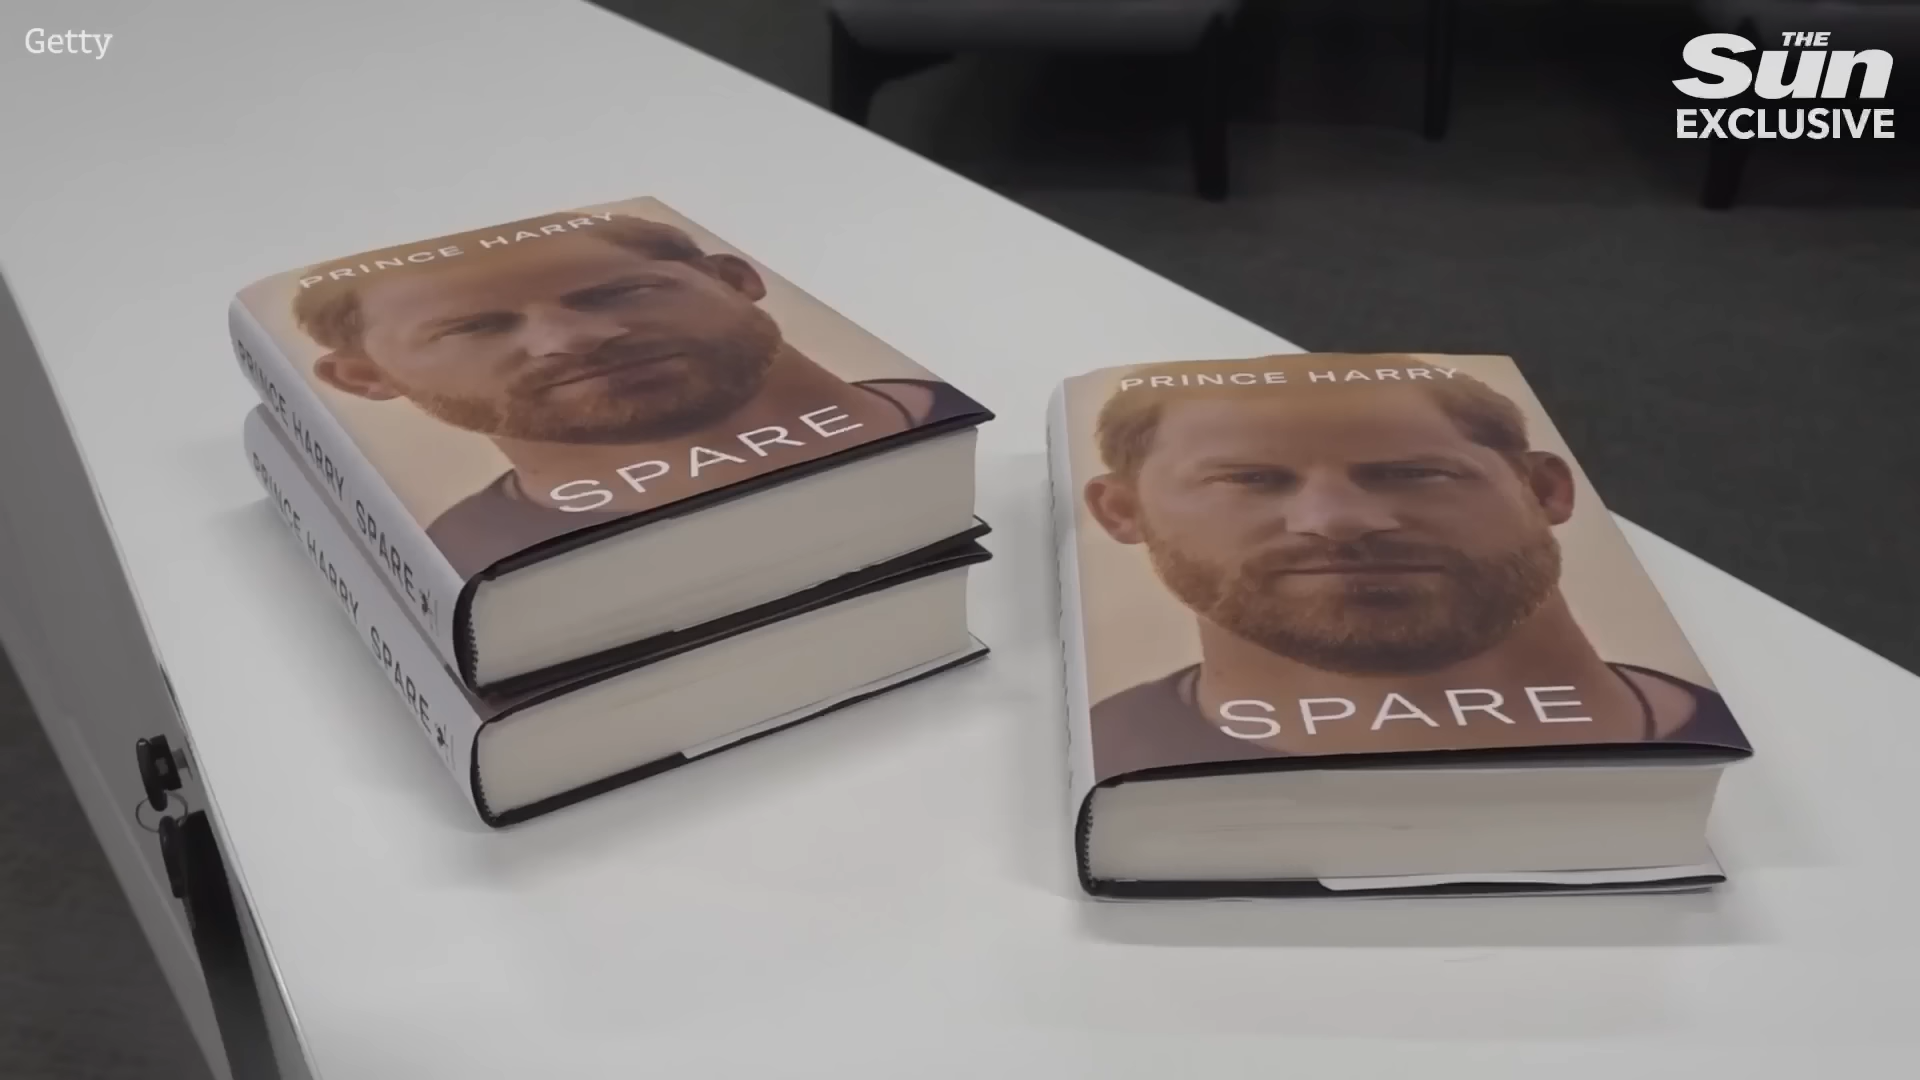 Getty
THE
Sun
EXCLUSIVE
PRINCE HARRY
SPARE
PRINCE HARRY SPARE
PRINCE HARRY SPARE
PRINCE HARRY
SPARE